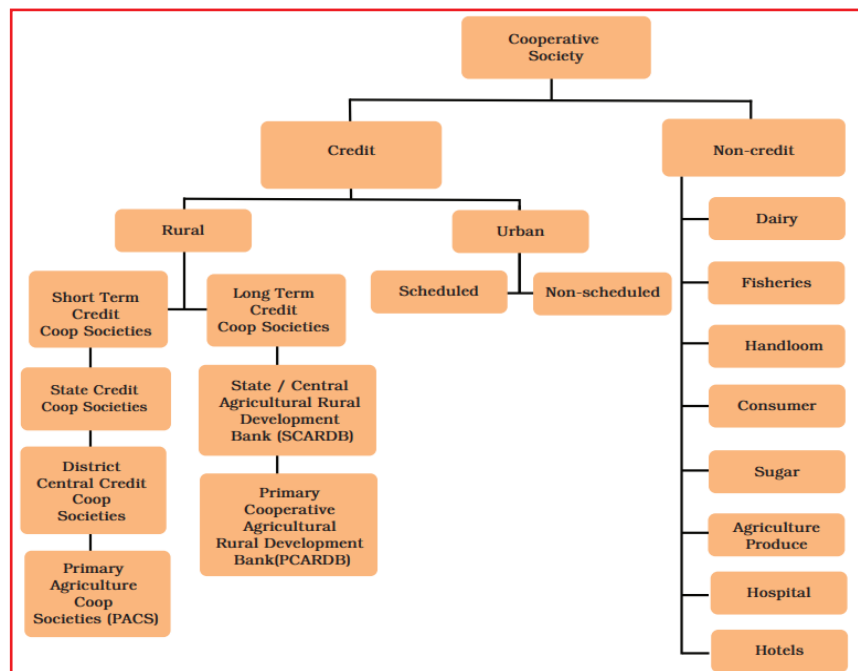 Cooperative
Society
Credit
Non-credit
Rural
Urban
Short Term
Credit
Coop Societies
Long Term
Credit
Coop Societies
Scheduled
Non-scheduled
State Credit
Coop Societies
State / Central
Agricultural Rural
Development
Bank (SCARDB)
District
Central Credit
Coop
Societies
Primary
Cooperative
Agricultural
Rural Development
Bank(PCARDB)
Primary
Agriculture
Coop
Societies (PACS)
Dairy
Fisheries
Handloom
Consumer
Sugar
Agriculture
Produce
Hospital
Hotels